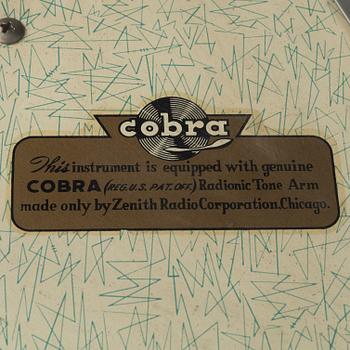 cobra
This instrument is equipped with genuine
COBRA (REG. U.S. PAT. OFF.) Radionic Tone Arm
made only by Zenith Radio Corporation, Chicago.